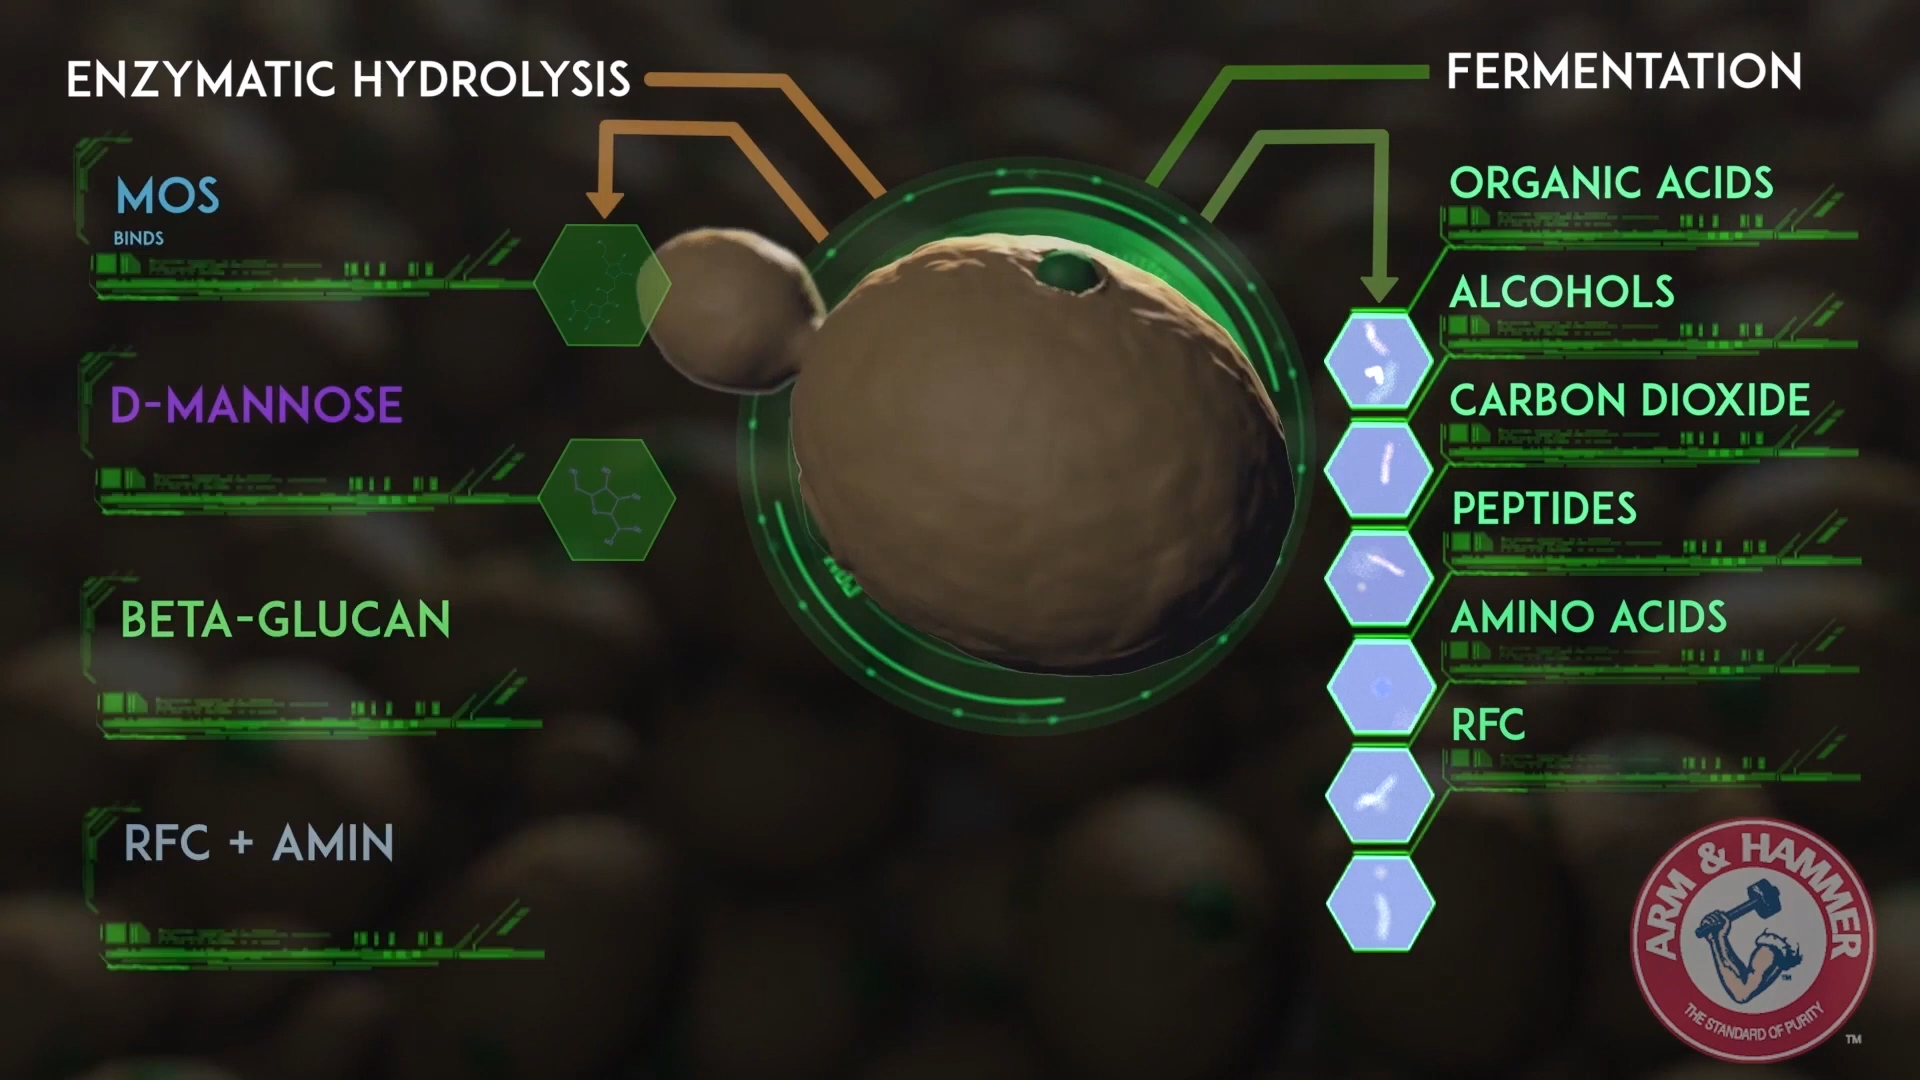 ENZYMATIC HYDROLYSIS
MOS
BINDS
D-MANNOSE
BETA-GLUCAN
RFC + AMIN
FERMENTATION
ORGANIC ACIDS
ALCOHOLS
CARBON DIOXIDE
PEPTIDES
AMINO ACIDS
RFC
ARM & HAMMER
THE STANDARD OF PURITY
TM